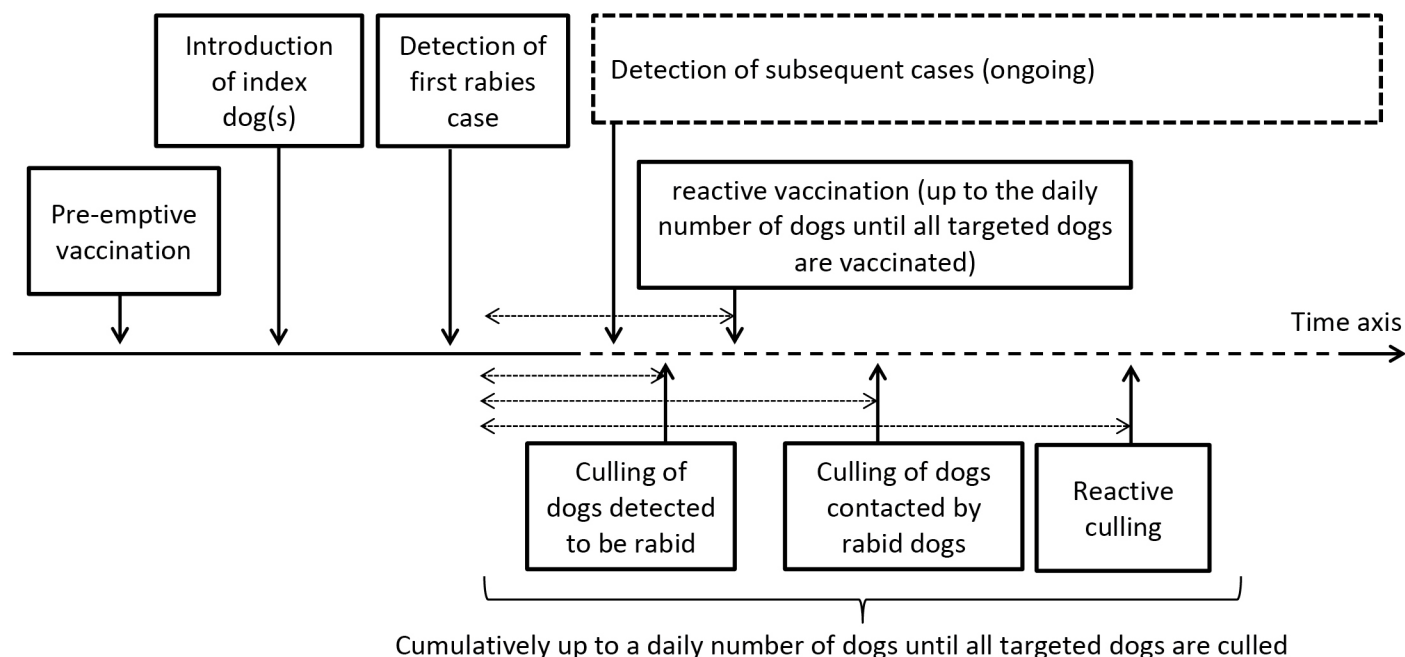 Introduction
of index
dog(s)
Detection of
first rabies
case
Detection of subsequent cases (ongoing)
Pre-emptive
vaccination
reactive vaccination (up to the daily
number of dogs until all targeted dogs
are vaccinated)
Time axis
Culling of
dogs detected
to be rabid
Culling of dogs
contacted by
rabid dogs
Reactive
culling
Cumulatively up to a daily number of dogs until all targeted dogs are culled